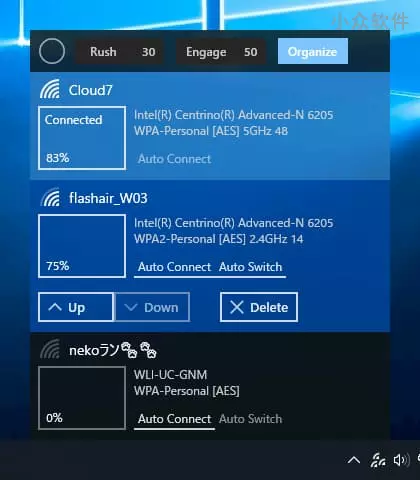 小众软件
Rush 30 Engage 50 Organize
Cloud7
Connected
83%
Intel(R) Centrino(R) Advanced-N 6205
WPA-Personal [AES] 5GHz 48
Auto Connect
flashair_W03
75%
Intel(R) Centrino(R) Advanced-N 6205
WPA2-Personal [AES] 2.4GHz 14
Auto Connect Auto Switch
Up Down Delete
nekoラン🐾🐾
0%
WLI-UC-GNM
WPA-Personal [AES]
Auto Connect Auto Switch